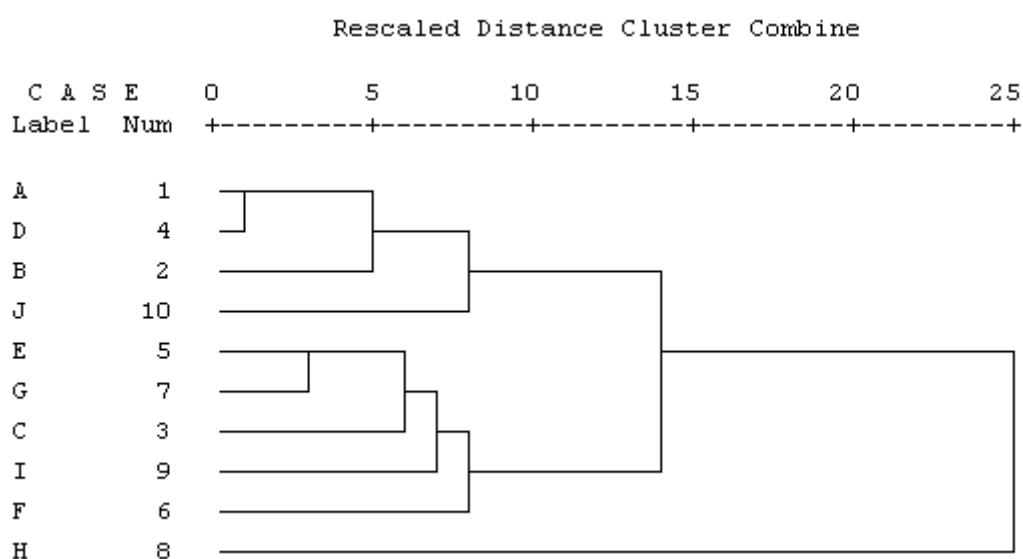 Rescaled Distance Cluster Combine
C A S E 0 5 10 15 20 25
Label Num +---------+---------+---------+---------+---------+
A 1
D 4
B 2
J 10
E 5
G 7
C 3
I 9
F 6
H 8